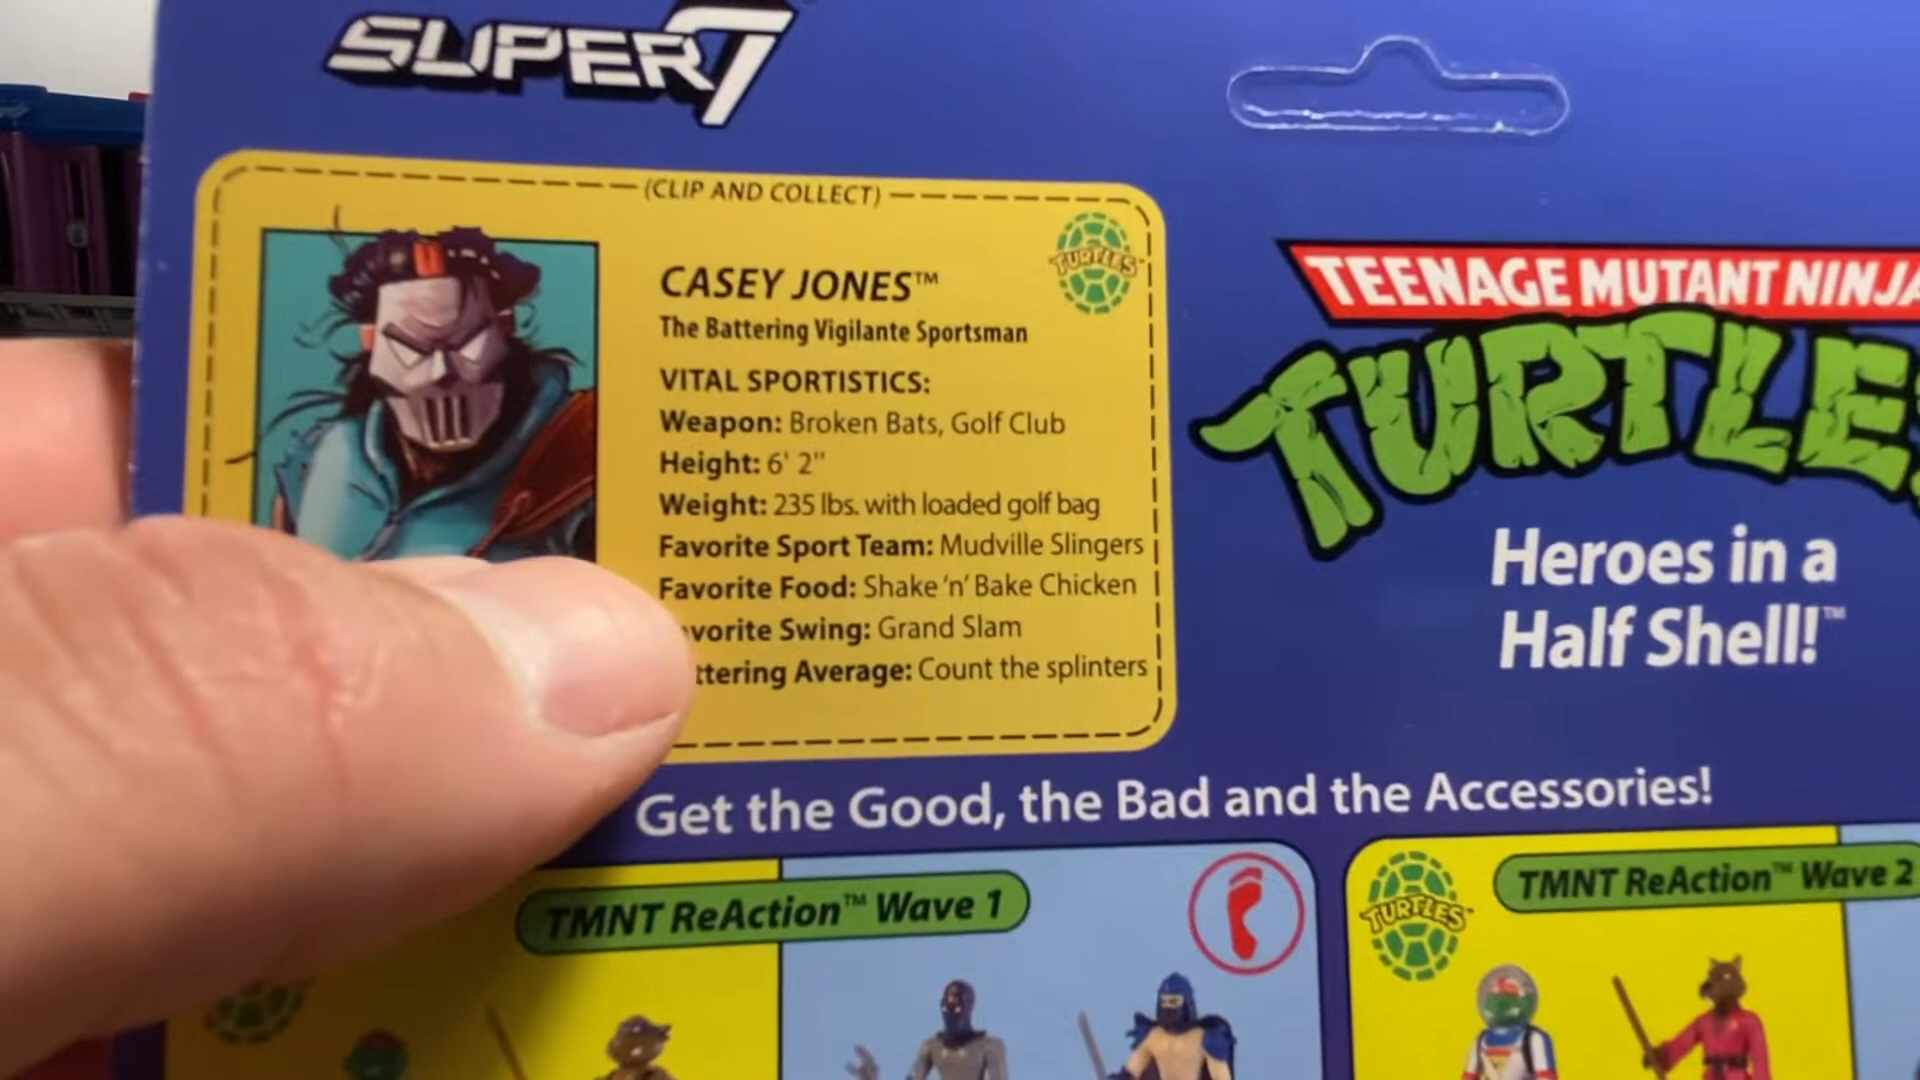 SUPER7
(CLIP AND COLLECT)
TURTLES
CASEY JONES™
The Battering Vigilante Sportsman
VITAL SPORTISTICS:
Weapon: Broken Bats, Golf Club
Height: 6' 2"
Weight: 235 lbs. with loaded golf bag
Favorite Sport Team: Mudville Slingers
Favorite Food: Shake 'n' Bake Chicken
vorite Swing: Grand Slam
ttering Average: Count the splinters
TEENAGE MUTANT NINJA
TURTLES
Heroes in a
Half Shell!™
Get the Good, the Bad and the Accessories!
TMNT ReAction™ Wave 1
TURTLES
TMNT ReAction™ Wave 2